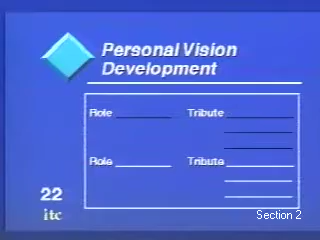 Personal Vision
Development
Role Tribute
Role Tribute
22
itc
Section 2